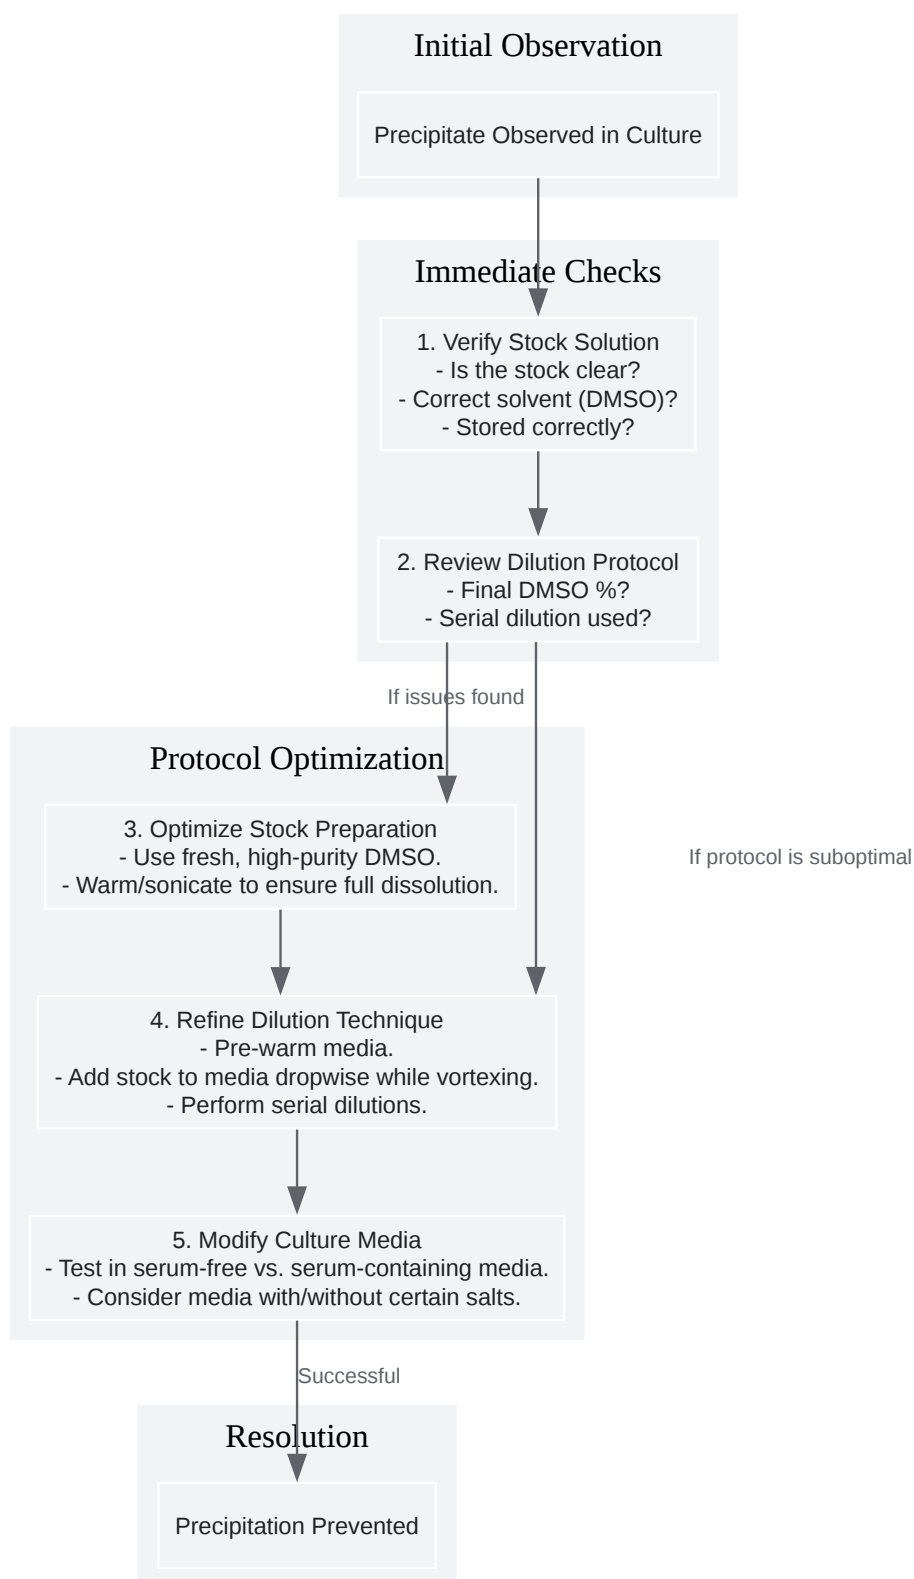 Initial Observation
Precipitate Observed in Culture
Immediate Checks
1. Verify Stock Solution
- Is the stock clear?
- Correct solvent (DMSO)?
- Stored correctly?
2. Review Dilution Protocol
- Final DMSO %?
- Serial dilution used?
If issues found
Protocol Optimization
3. Optimize Stock Preparation
- Use fresh, high-purity DMSO.
- Warm/sonicate to ensure full dissolution.
If protocol is suboptimal
4. Refine Dilution Technique
- Pre-warm media.
- Add stock to media dropwise while vortexing.
- Perform serial dilutions.
5. Modify Culture Media
- Test in serum-free vs. serum-containing media.
- Consider media with/without certain salts.
Successful
Resolution
Precipitation Prevented